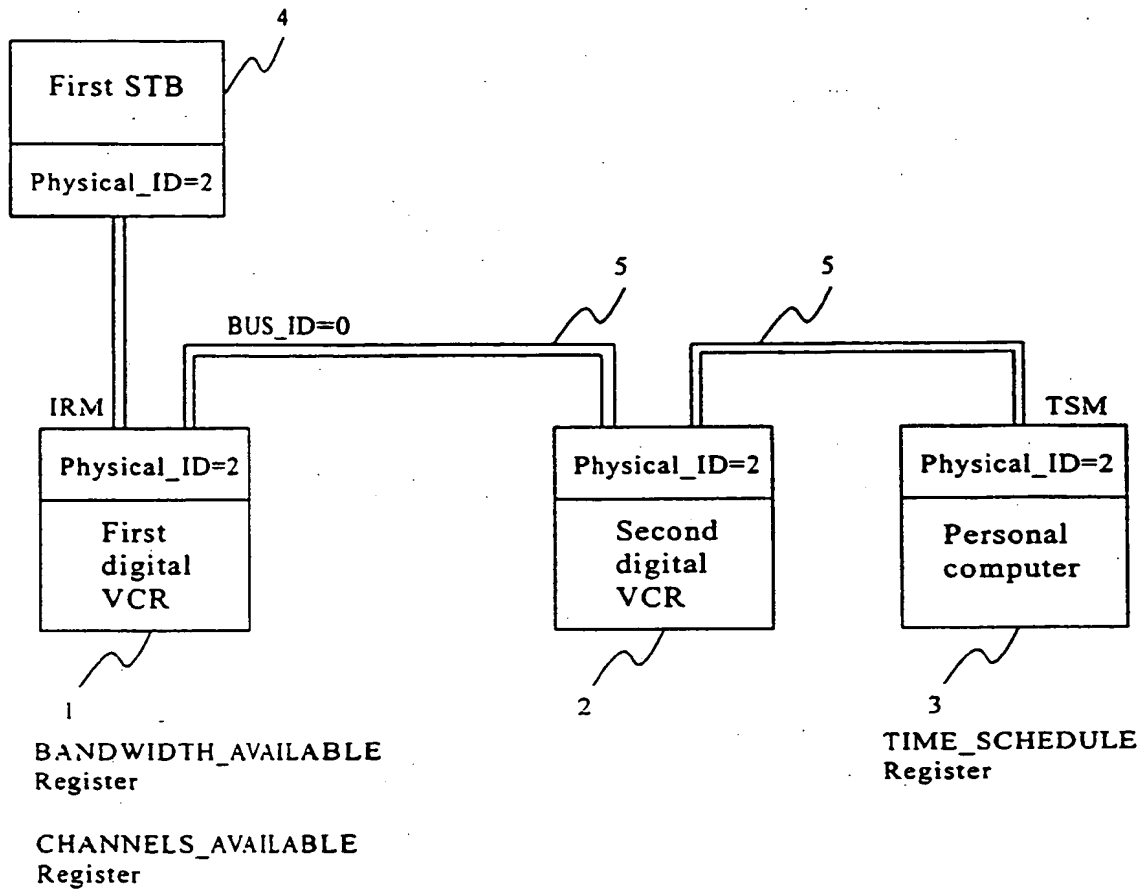 4
First STB
Physical_ID=2
5
5
BUS_ID=0
IRM
TSM
Physical_ID=2
Physical_ID=2
Physical_ID=2
First
digital
VCR
Second
digital
VCR
Personal
computer
1
2
3
BANDWIDTH_AVAILABLE
Register
TIME_SCHEDULE
Register
CHANNELS_AVAILABLE
Register